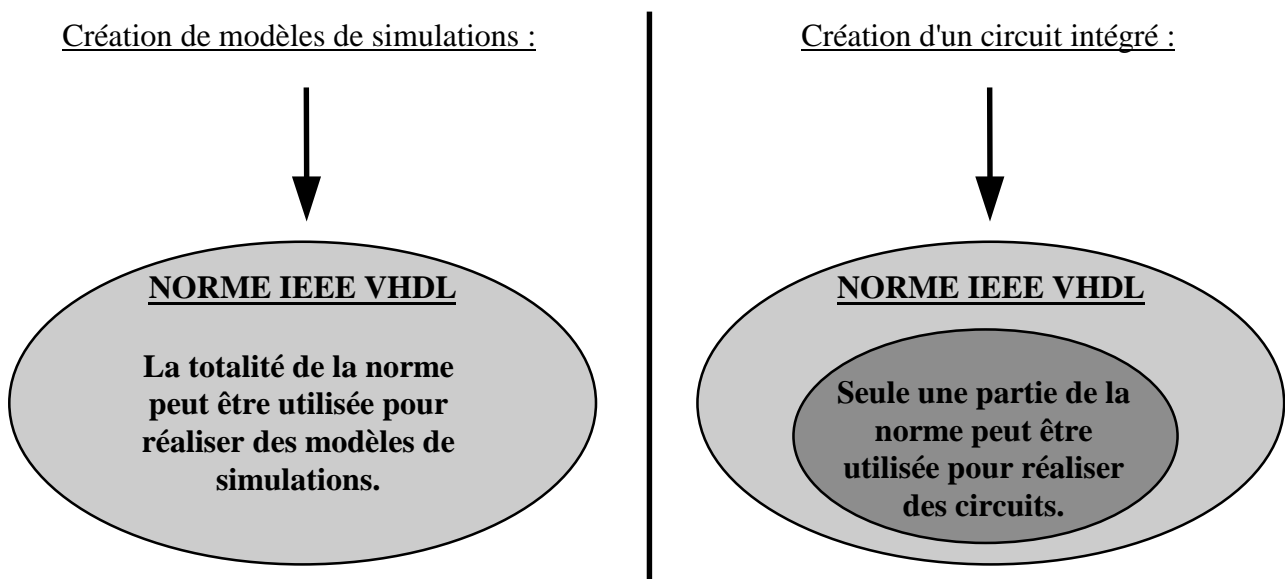 Création de modèles de simulations :
NORME IEEE VHDL
La totalité de la norme
peut être utilisée pour
réaliser des modèles de
simulations.
Création d'un circuit intégré :
NORME IEEE VHDL
Seule une partie de la
norme peut être
utilisée pour réaliser
des circuits.